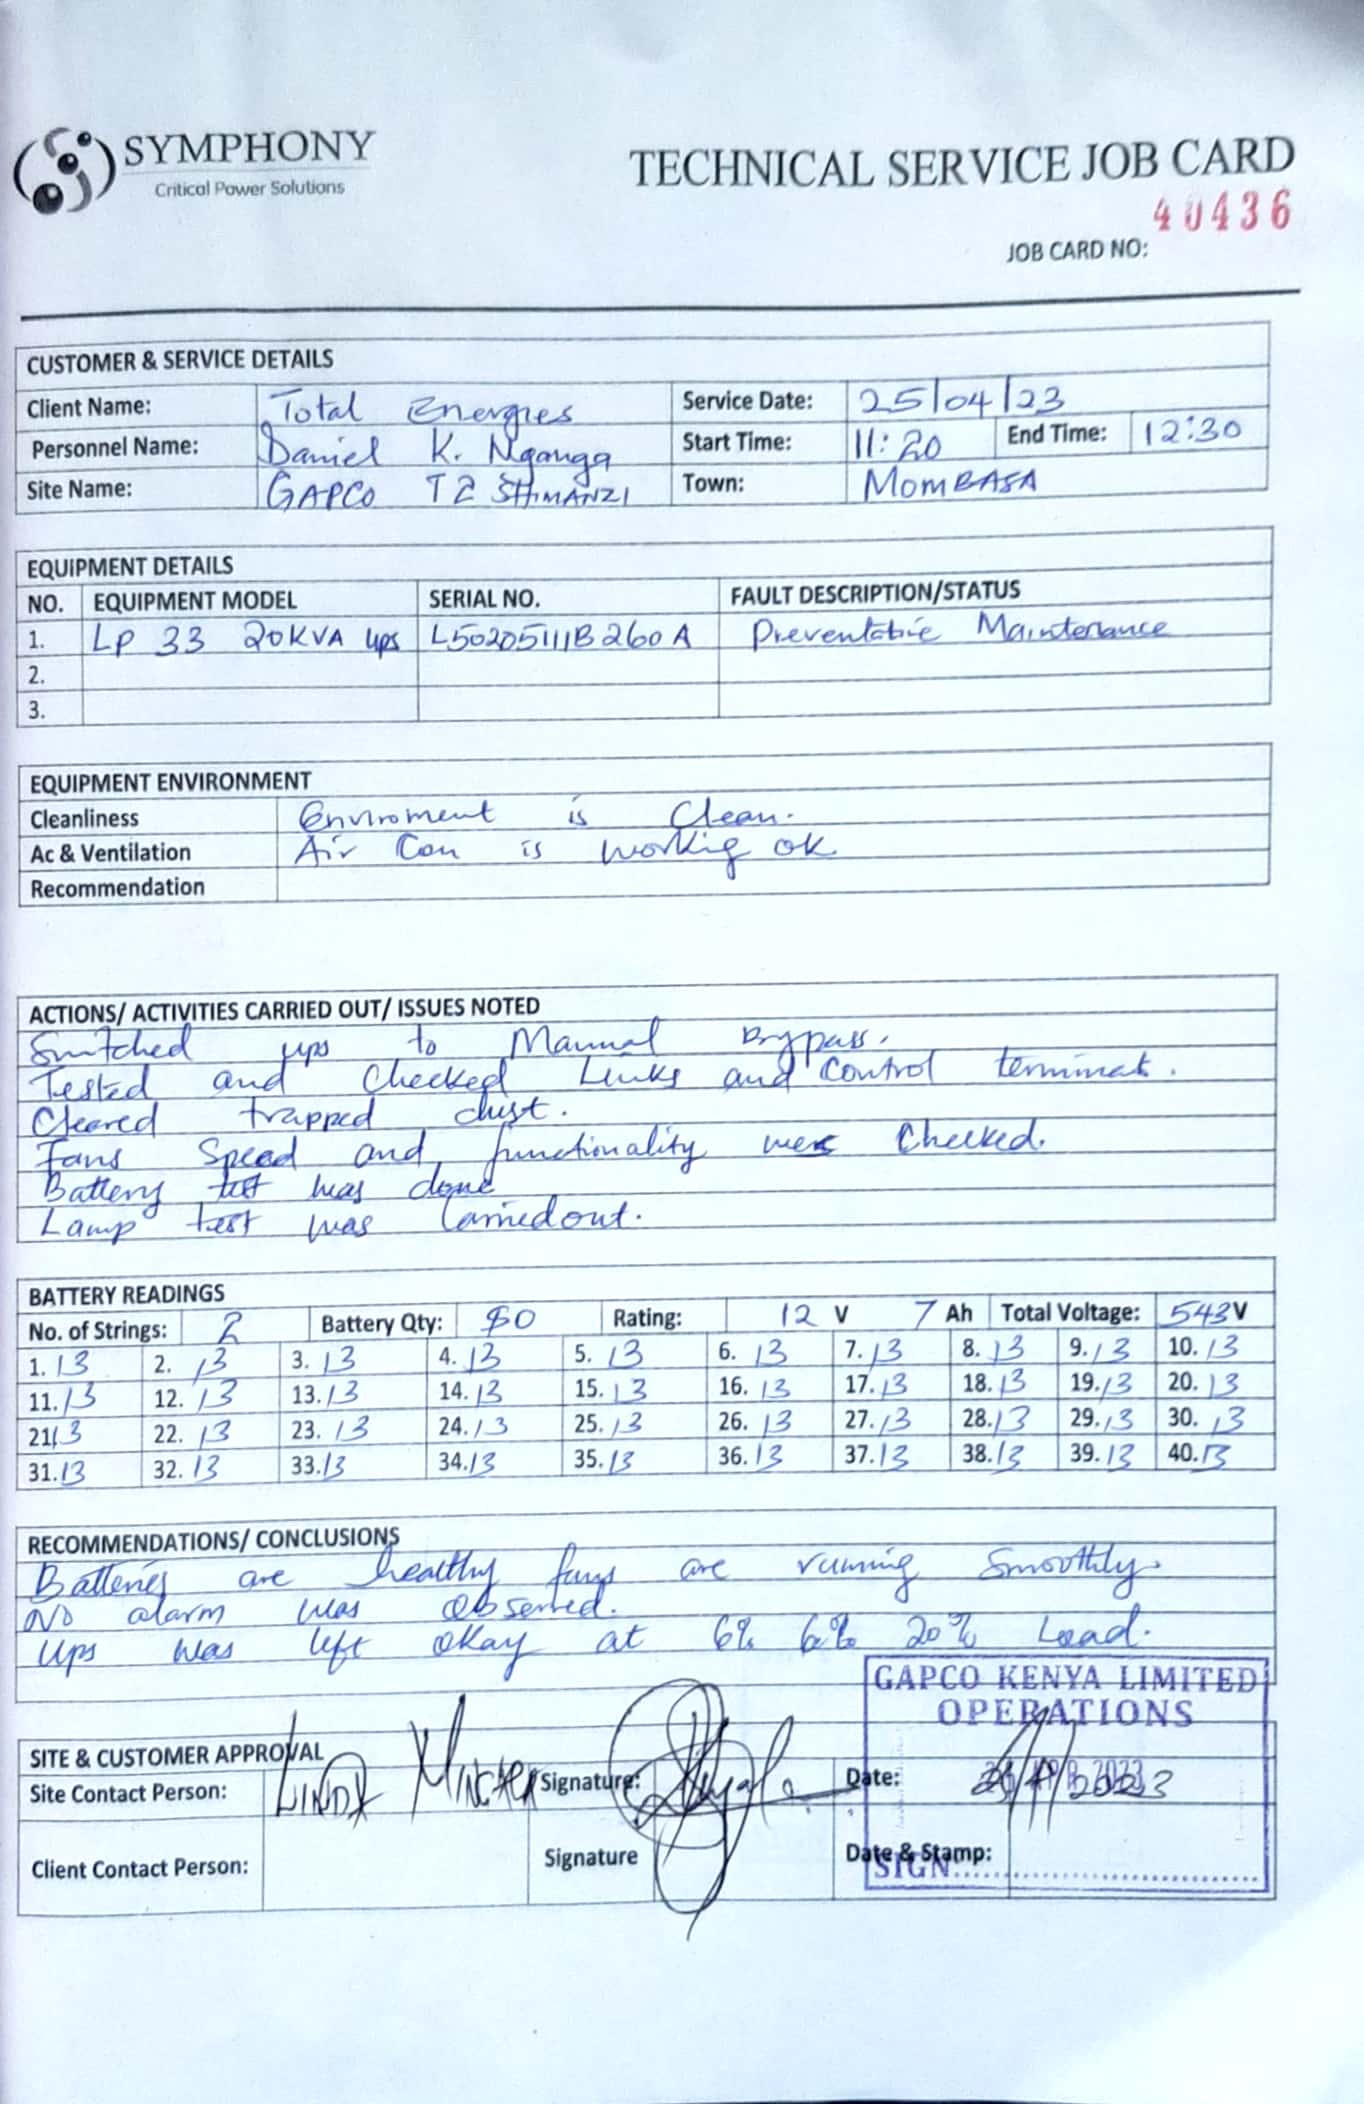 SYMPHONY
Critical Power Solutions
TECHNICAL SERVICE JOB CARD
40436
JOB CARD NO:
CUSTOMER & SERVICE DETAILS
Client Name: Total Energies Service Date: 25/04/23
Personnel Name: Daniel K. Nganga Start Time: 11:20 End Time: 12:30
Site Name: GAPCO T2 SHIMANZI Town: MOMBASA
EQUIPMENT DETAILS
NO. EQUIPMENT MODEL SERIAL NO. FAULT DESCRIPTION/STATUS
1. LP 33 20KVA ups L50205111B260A Preventative Maintenance
2.
3.
EQUIPMENT ENVIRONMENT
Cleanliness Enviroment is Clean.
Ac & Ventilation Air Con is workig ok
Recommendation
ACTIONS/ ACTIVITIES CARRIED OUT/ ISSUES NOTED
Switched ups to Manual Bypass.
Tested and Checked Links and Control terminals.
Cleared trapped dust.
Fans Speed and functionality were Checked.
Battery test was done
Lamp test was Carried out.
BATTERY READINGS
No. of Strings: 2 Battery Qty: 80 Rating: 12 V 7 Ah Total Voltage: 543V
1. 13 2. 13 3. 13 4. 13 5. 13 6. 13 7. 13 8. 13 9. 13 10. 13
11. 13 12. 13 13. 13 14. 13 15. 13 16. 13 17. 13 18. 13 19. 13 20. 13
21 13 22. 13 23. 13 24. 13 25. 13 26. 13 27. 13 28. 13 29. 13 30. 13
31. 13 32. 13 33. 13 34. 13 35. 13 36. 13 37. 13 38. 13 39. 13 40. 13
RECOMMENDATIONS/ CONCLUSIONS
Batteries are healthy fans are running Smoothly.
No alarm was observed.
Ups was left okay at 6% 6% 20% Load.
GAPCO KENYA LIMITED
OPERATIONS
SITE & CUSTOMER APPROVAL
Site Contact Person: LINDA Signature: Date: 2023
Client Contact Person: Signature Date & Stamp:
SIGN